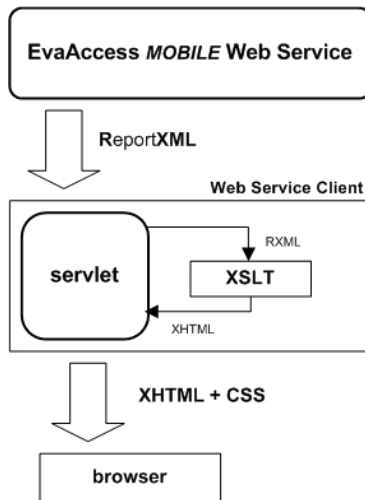 EvaAccess MOBILE Web Service
ReportXML
Web Service Client
servlet
RXML
XSLT
XHTML
XHTML + CSS
browser